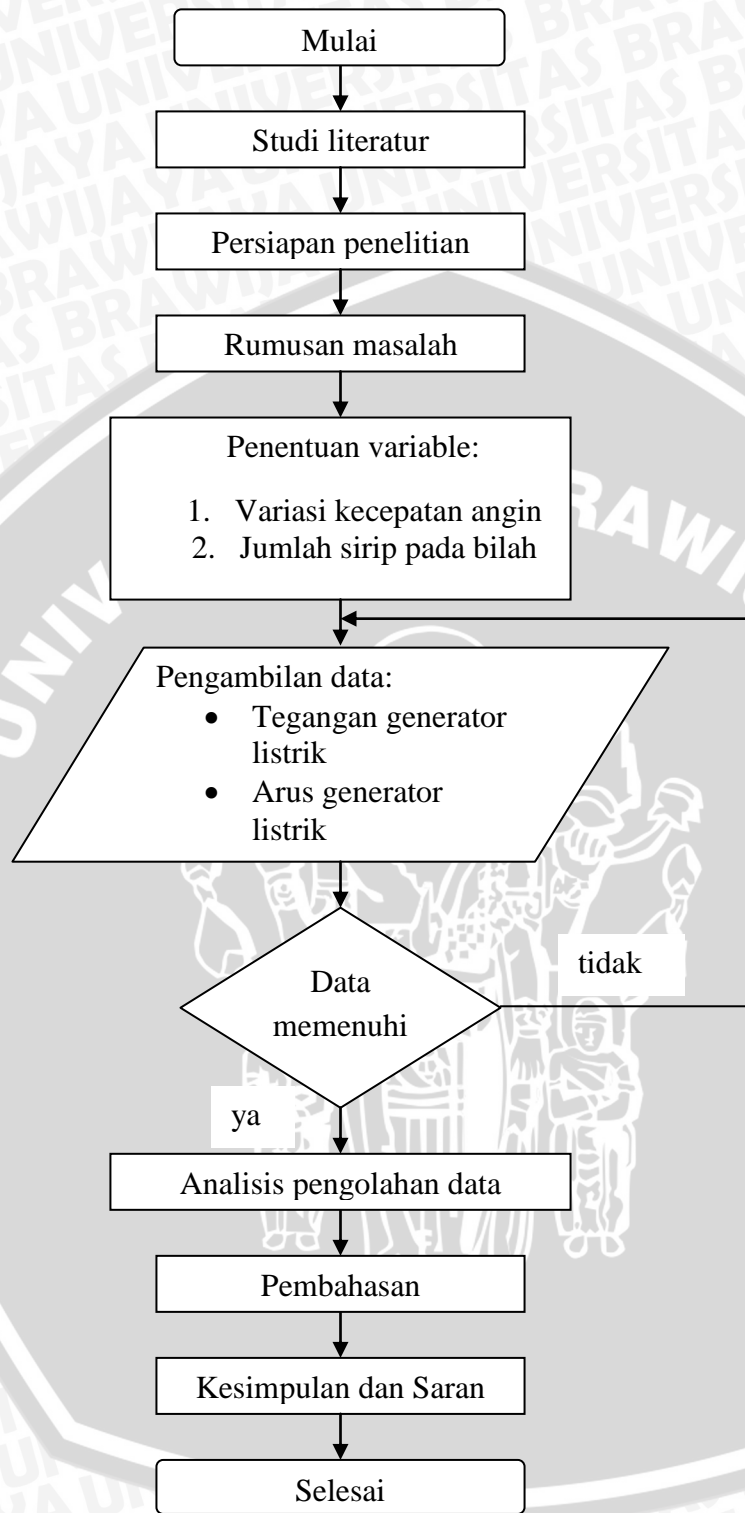 Mulai
Studi literatur
Persiapan penelitian
Rumusan masalah
Penentuan variable:
1. Variasi kecepatan angin
2. Jumlah sirip pada bilah
Pengambilan data:
• Tegangan generator
listrik
• Arus generator
listrik
Data
memenuhi
tidak
ya
Analisis pengolahan data
Pembahasan
Kesimpulan dan Saran
Selesai